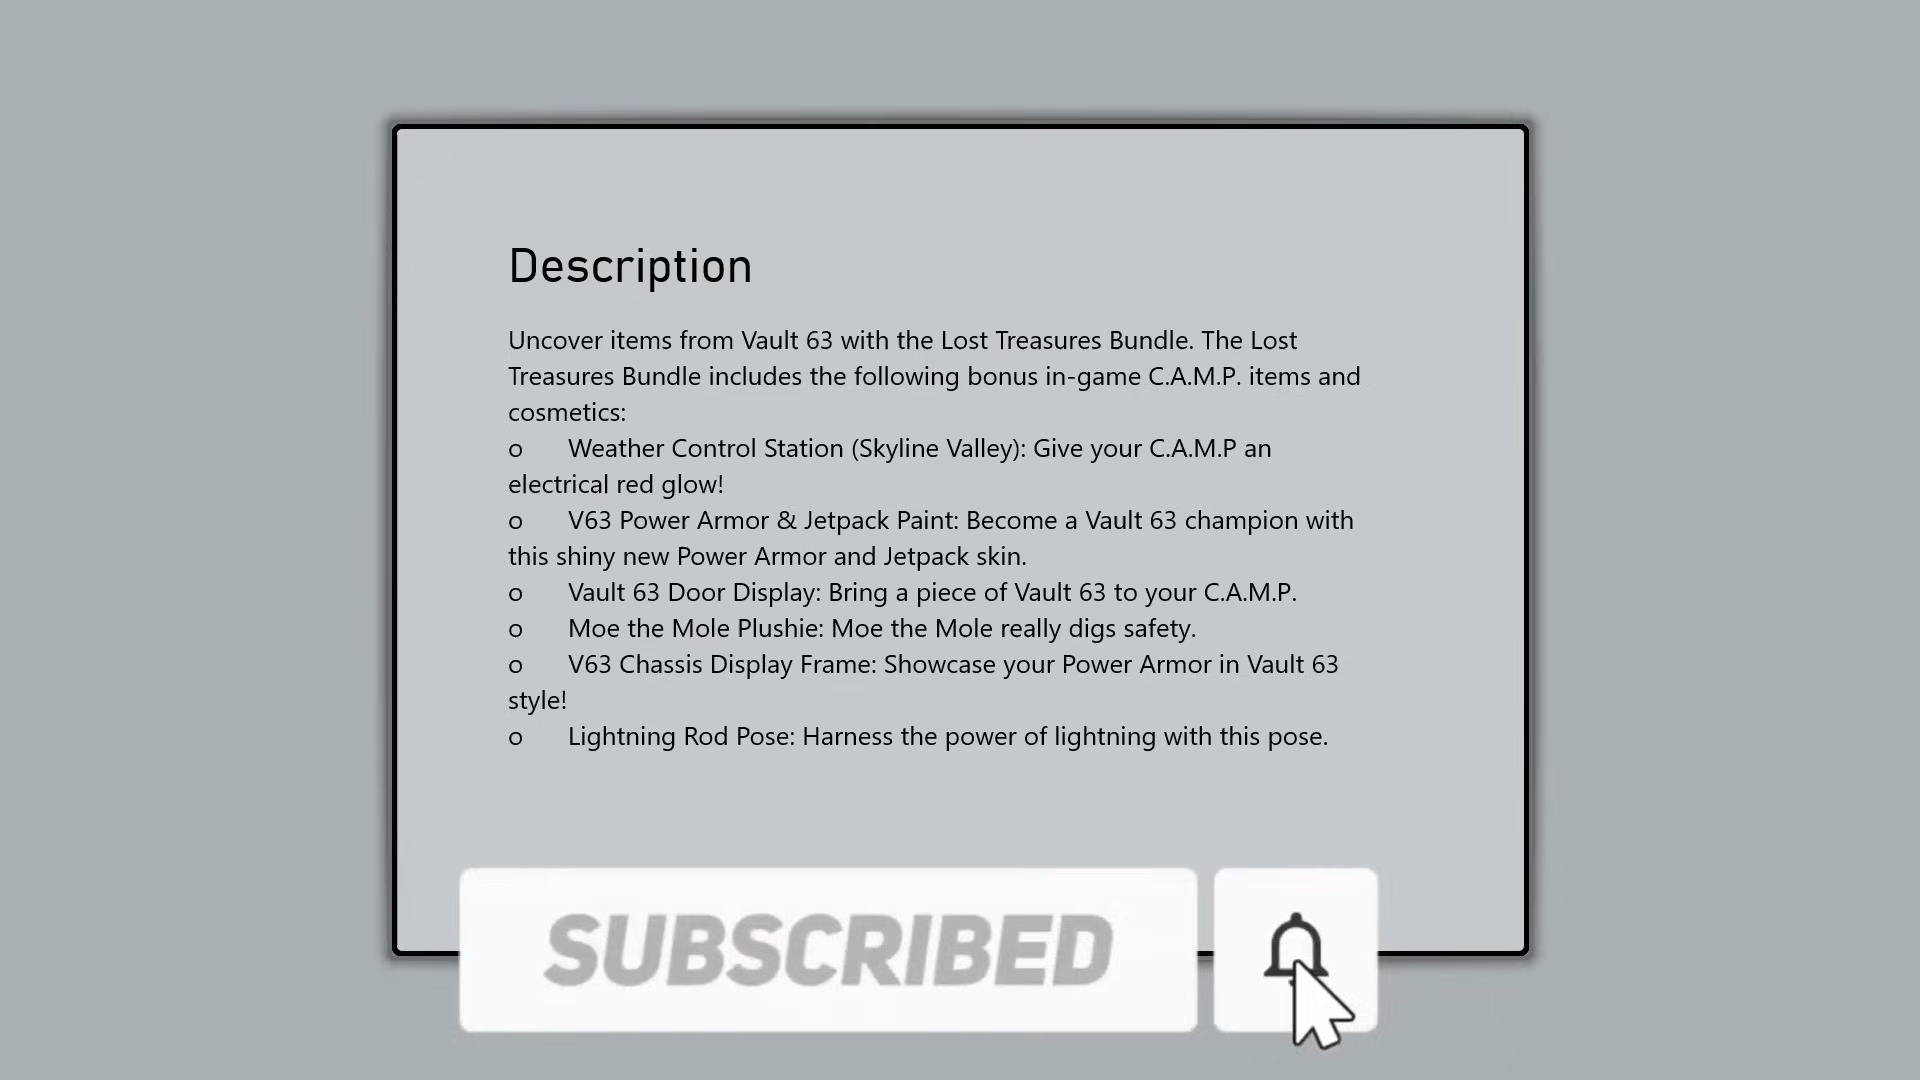 Description
Uncover items from Vault 63 with the Lost Treasures Bundle. The Lost
Treasures Bundle includes the following bonus in-game C.A.M.P. items and
cosmetics:
o Weather Control Station (Skyline Valley): Give your C.A.M.P an
electrical red glow!
o V63 Power Armor & Jetpack Paint: Become a Vault 63 champion with
this shiny new Power Armor and Jetpack skin.
o Vault 63 Door Display: Bring a piece of Vault 63 to your C.A.M.P.
o Moe the Mole Plushie: Moe the Mole really digs safety.
o V63 Chassis Display Frame: Showcase your Power Armor in Vault 63
style!
o Lightning Rod Pose: Harness the power of lightning with this pose.
SUBSCRIBED